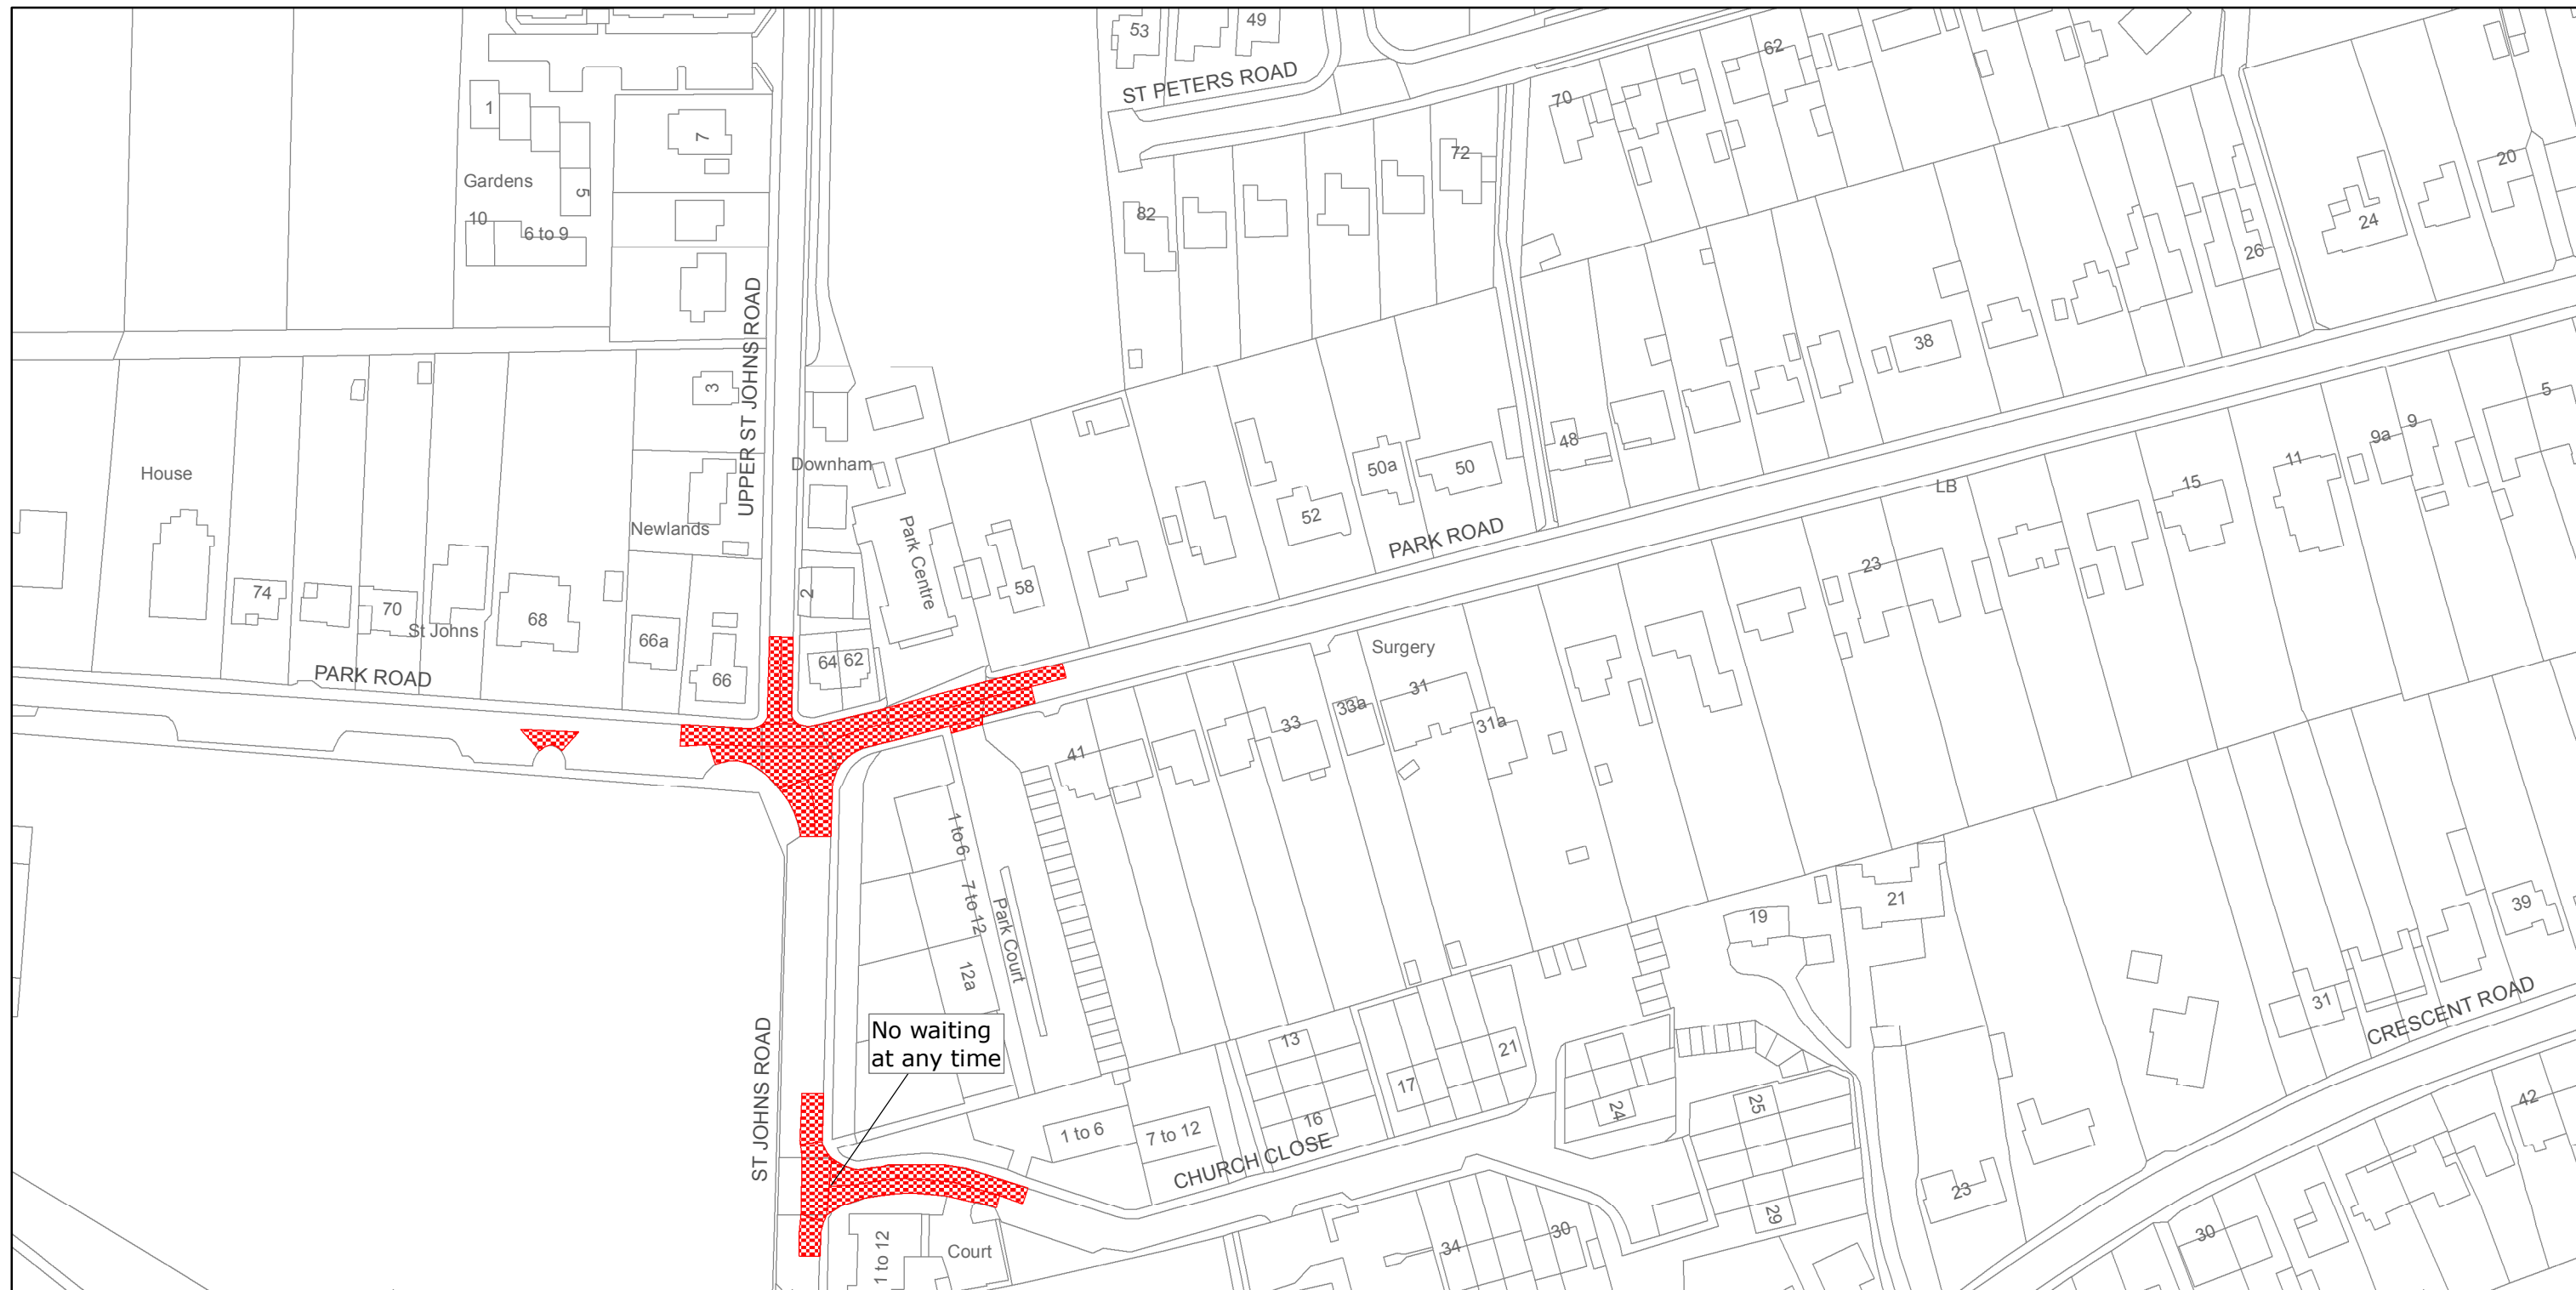 53
49
ST PETERS ROAD
62
1
7
70
Gardens
5
72
20
10
6 to 9
82
24
26
UPPER ST JOHNS ROAD
3
38
5
48
9
9a
House
Downham
50a
50
11
LB
15
Newlands
Park Centre
52
PARK ROAD
23
58
74
70
2
St Johns
68
66a
Surgery
64
62
PARK ROAD
66
31
33a
33
31a
41
1 to 6
7 to 12
Park Court
12a
19
21
39
31
CRESCENT ROAD
ST JOHNS ROAD
No waiting
at any time
13
21
17
24
25
42
1 to 6
7 to 12
16
CHURCH CLOSE
23
29
30
34
30
1 to 12
Court